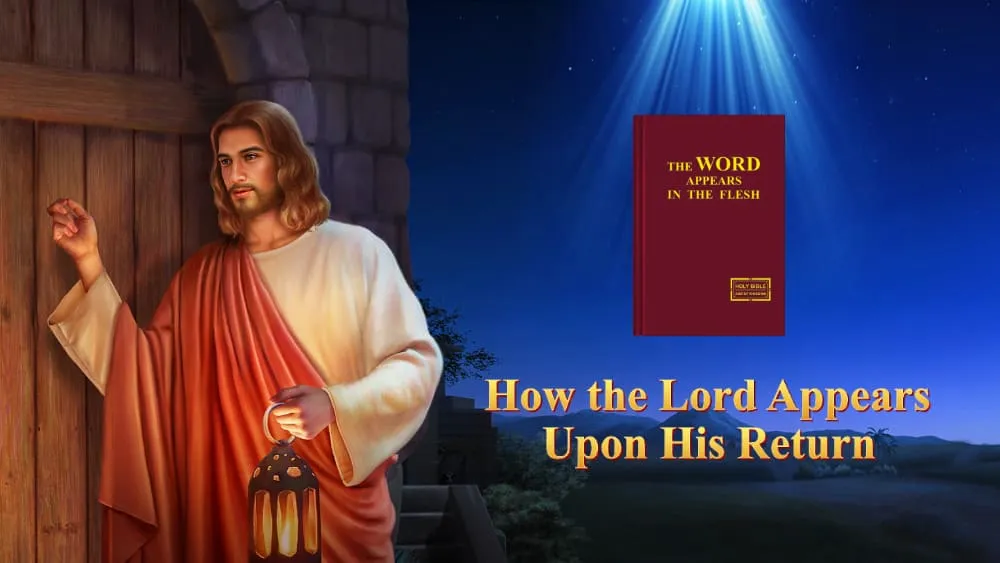 THE WORD
APPEARS
IN THE FLESH
HOLY BIBLE
How the Lord Appears
Upon His Return